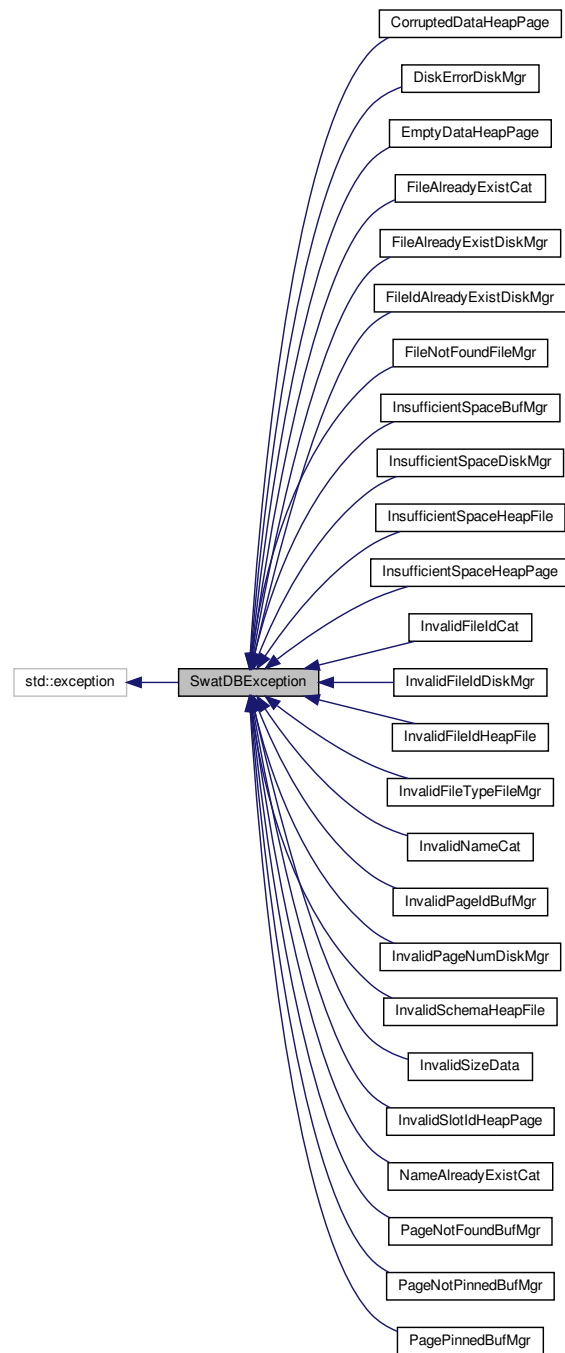 CorruptedDataHeapPage
DiskErrorDiskMgr
EmptyDataHeapPage
FileAlreadyExistCat
FileAlreadyExistDiskMgr
FileIdAlreadyExistDiskMgr
FileNotFoundFileMgr
InsufficientSpaceBufMgr
InsufficientSpaceDiskMgr
InsufficientSpaceHeapFile
InsufficientSpaceHeapPage
InvalidFileIdCat
std::exception
SwatDBException
InvalidFileIdDiskMgr
InvalidFileIdHeapFile
InvalidFileTypeFileMgr
InvalidNameCat
InvalidPageIdBufMgr
InvalidPageNumDiskMgr
InvalidSchemaHeapFile
InvalidSizeData
InvalidSlotIdHeapPage
NameAlreadyExistCat
PageNotFoundBufMgr
PageNotPinnedBufMgr
PagePinnedBufMgr